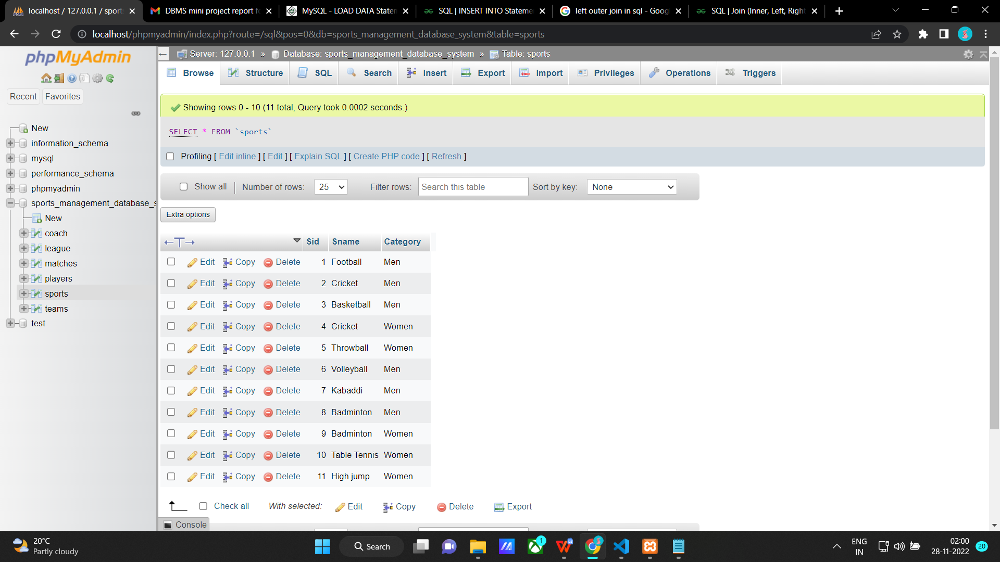 localhost / 127.0.0.1 / sport
DBMS mini project report fo
MySQL - LOAD DATA Staten
SQL | INSERT INTO Stateme
left outer join in sql - Goog
SQL | Join (Inner, Left, Right
localhost/phpmyadmin/index.php?route=/sql&pos=0&db=sports_management_database_system&table=sports
phpMyAdmin
Recent
Favorites
New
information_schema
mysql
performance_schema
phpmyadmin
sports_management_database_s
New
coach
league
matches
players
sports
teams
test
Server: 127.0.0.1 » Database: sports_management_database_system » Table: sports
Browse Structure SQL Search Insert Export Import Privileges Operations Triggers
Showing rows 0 - 10 (11 total, Query took 0.0002 seconds.)
SELECT * FROM `sports`
Profiling [ Edit inline ] [ Edit ] [ Explain SQL ] [ Create PHP code ] [ Refresh ]
Show all | Number of rows: 25 Filter rows: Search this table Sort by key: None
Extra options
←T→ Sid Sname Category
Edit Copy Delete 1 Football Men
Edit Copy Delete 2 Cricket Men
Edit Copy Delete 3 Basketball Men
Edit Copy Delete 4 Cricket Women
Edit Copy Delete 5 Throwball Women
Edit Copy Delete 6 Volleyball Men
Edit Copy Delete 7 Kabaddi Men
Edit Copy Delete 8 Badminton Men
Edit Copy Delete 9 Badminton Women
Edit Copy Delete 10 Table Tennis Women
Edit Copy Delete 11 High jump Women
Check all With selected: Edit Copy Delete Export
Console
20°C
Partly cloudy
Search
1
ENG
IN
02:00
28-11-2022
20